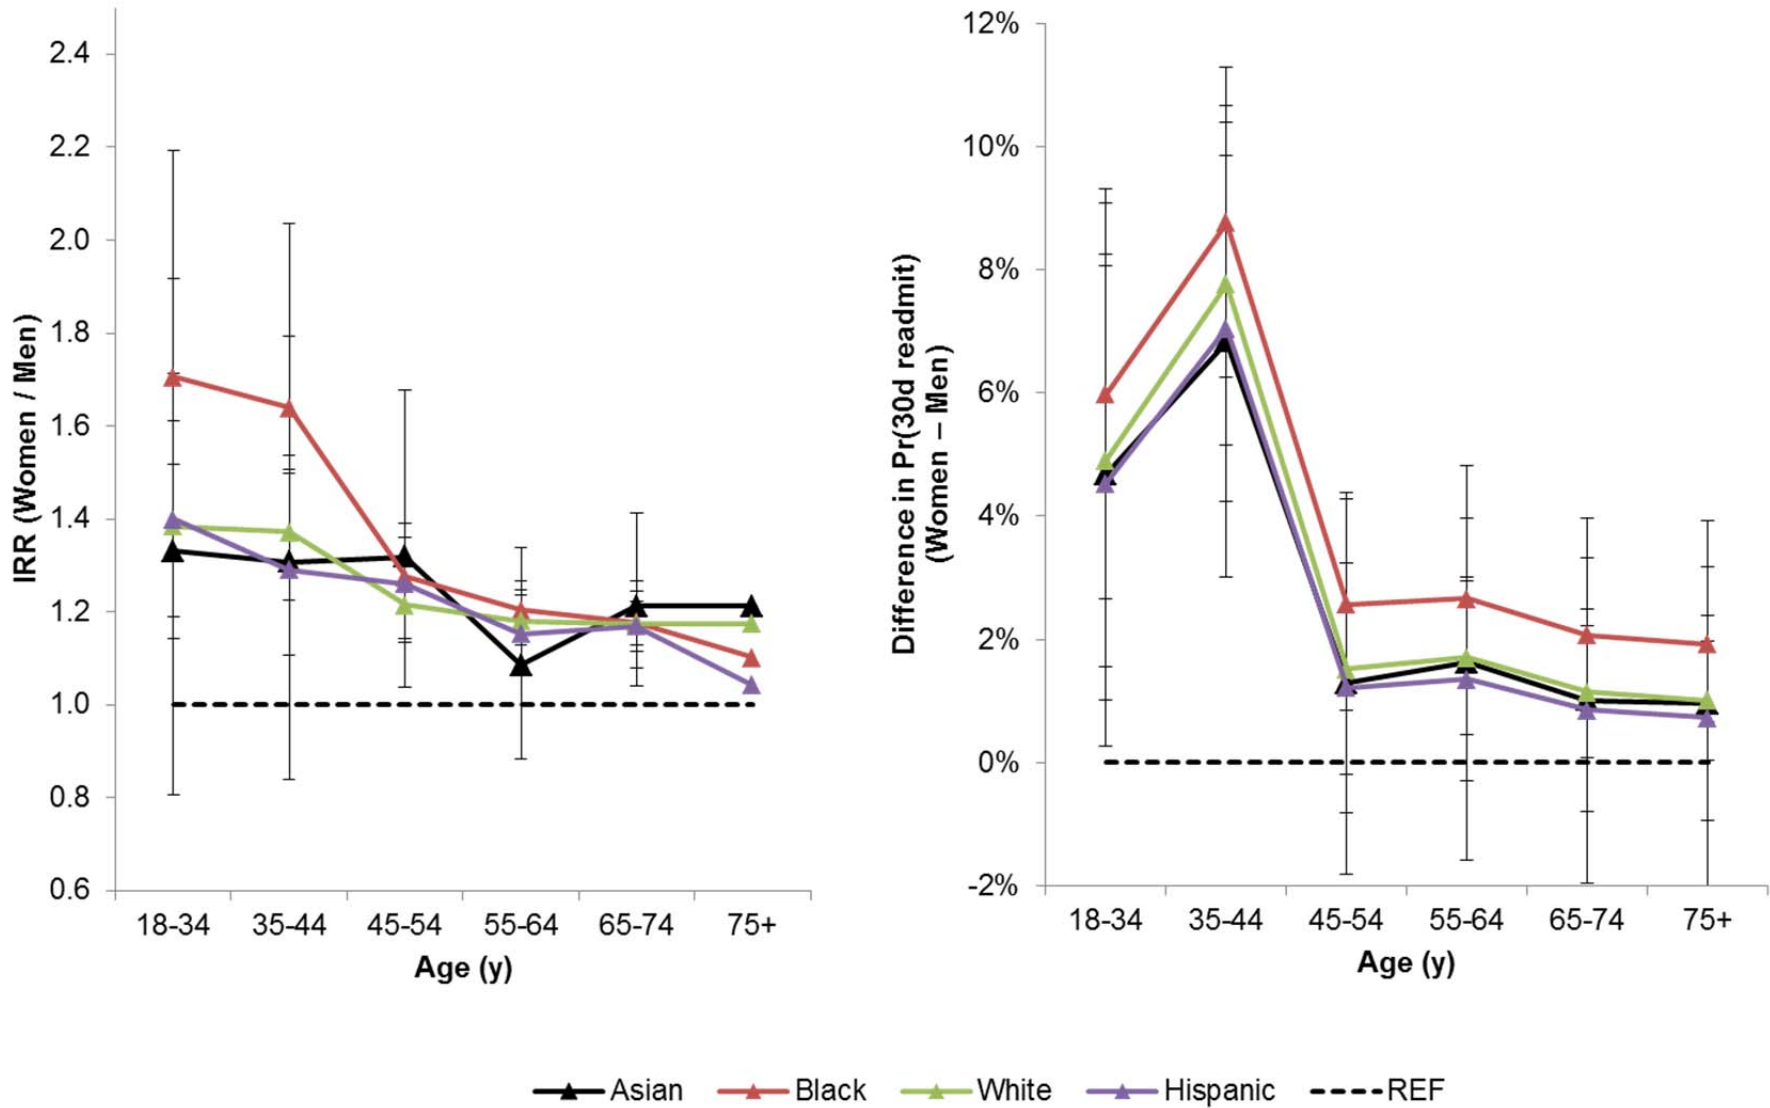 2.4
2.2
2.0
1.8
1.6
1.4
1.2
1.0
0.8
0.6
IRR (Women / Men)
18-34 35-44 45-54 55-64 65-74 75+
Age (y)
12%
10%
8%
6%
4%
2%
0%
-2%
Difference in Pr(30d readmit)
(Women – Men)
18-34 35-44 45-54 55-64 65-74 75+
Age (y)
Asian Black White Hispanic REF